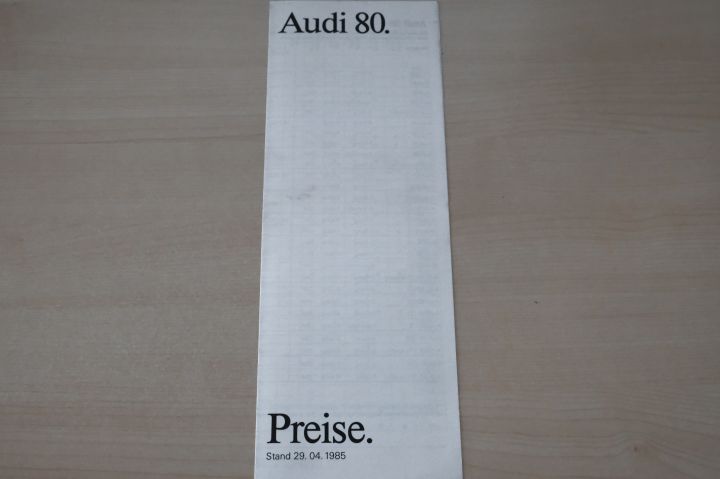 Audi 80.
Preise.
Stand 29. 04. 1985